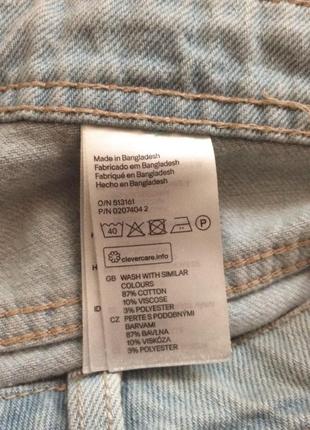 Made in Bangladesh
Fabricado em Bangladesh
Fabriqué en Bangladesh
Hecho en Bangladesh
O/N 513161
P/N 0207404 2
40 P
clevercare.info
GB WASH WITH SIMILAR
COLOURS
87% COTTON
10% VISCOSE
3% POLYESTER
CZ PERTE S PODOBNÝMI
BARVAMI
87% BAVLNA
10% VISKÓZA
3% POLYESTER